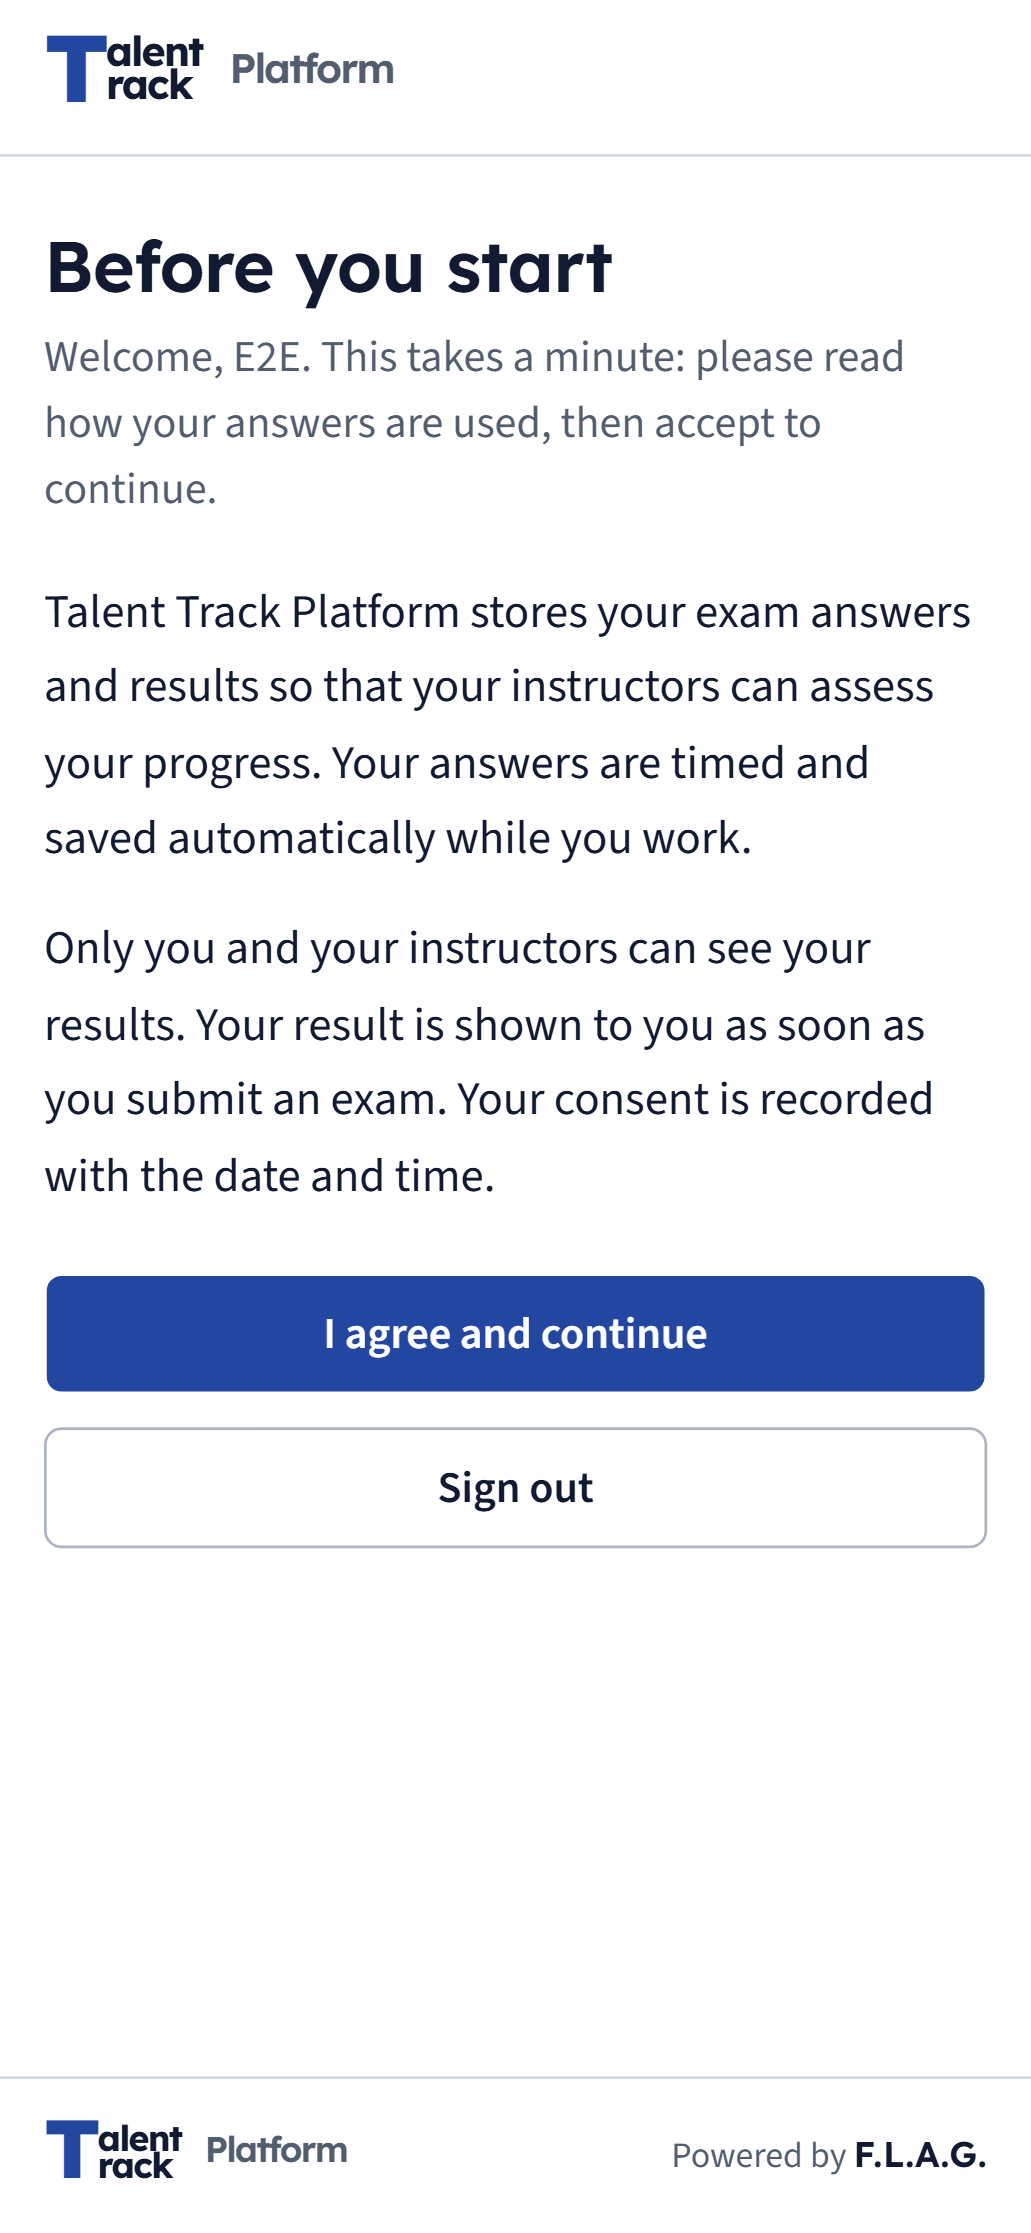 Talent
Track
Platform
Before you start
Welcome, E2E. This takes a minute: please read
how your answers are used, then accept to
continue.
Talent Track Platform stores your exam answers
and results so that your instructors can assess
your progress. Your answers are timed and
saved automatically while you work.
Only you and your instructors can see your
results. Your result is shown to you as soon as
you submit an exam. Your consent is recorded
with the date and time.
I agree and continue
Sign out
Talent
Track
Platform
Powered by F.L.A.G.